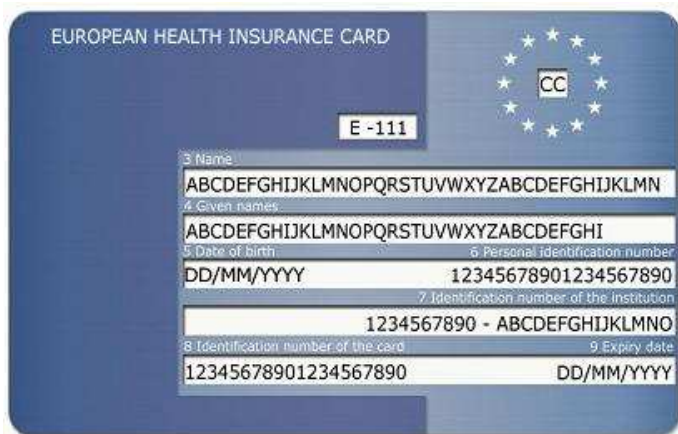 EUROPEAN HEALTH INSURANCE CARD
CC
E -111
3 Name
ABCDEFGHIJKLMNOPQRSTUVWXYZABCDEFGHIJKLMN
4 Given names
ABCDEFGHIJKLMNOPQRSTUVWXYZABCDEFGHI
5 Date of birth 6 Personal identification number
DD/MM/YYYY 12345678901234567890
7 Identification number of the institution
1234567890 - ABCDEFGHIJKLMNO
8 Identification number of the card 9 Expiry date
12345678901234567890 DD/MM/YYYY